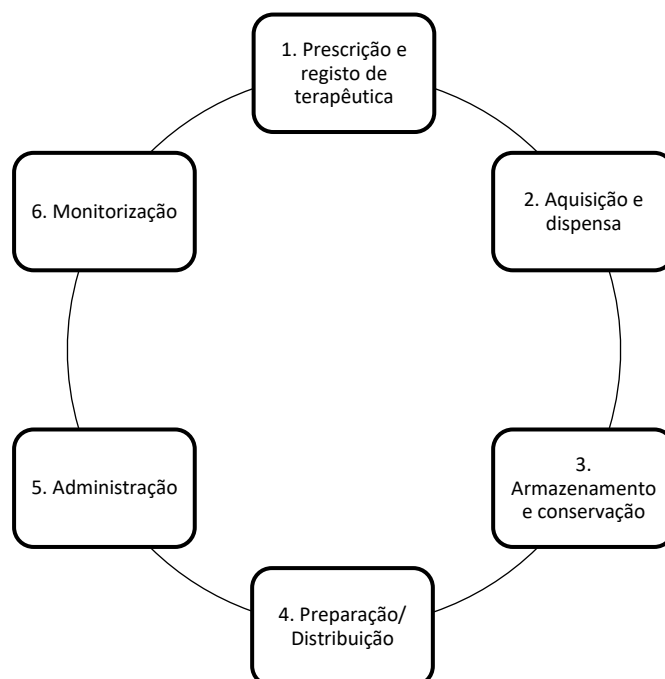 1. Prescrição e
registo de
terapêutica
2. Aquisição e
dispensa
3.
Armazenamento
e conservação
4. Preparação/
Distribuição
5. Administração
6. Monitorização